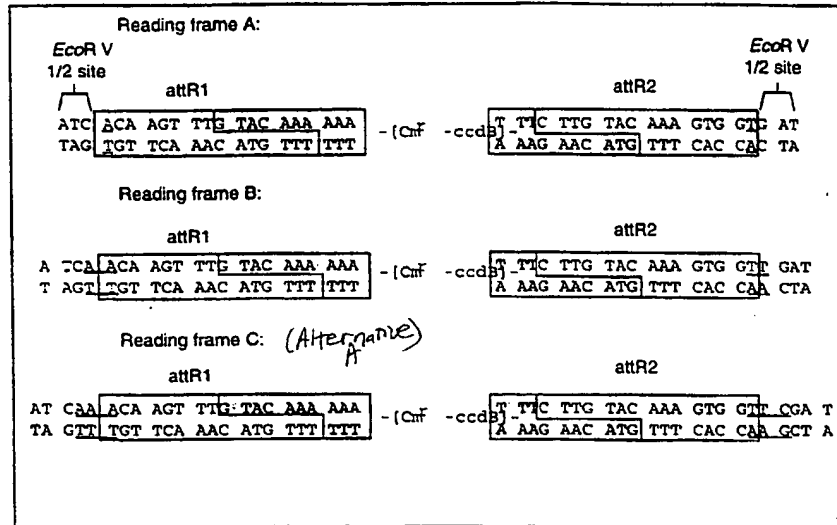 Reading frame A:
EcoR V
1/2 site
attR1
attR2
EcoR V
1/2 site
ATC ACA AGT TTG TAC AAA AAA -[Cmr -ccdB]- T TTC TTG TAC AAA GTG GTG AT
TAG TGT TCA AAC ATG TTT TTT A AAG AAC ATG TTT CAC CAC TA
Reading frame B:
attR1
attR2
A TCA ACA AGT TTG TAC AAA AAA -[Cmr -ccdB]- T TTC TTG TAC AAA GTG GTT GAT
T AGT TGT TCA AAC ATG TTT TTT A AAG AAC ATG TTT CAC CAA CTA
Reading frame C: (Alternative A)
attR1
attR2
AT CAA ACA AGT TTG TAC AAA AAA -[Cmr -ccdB]- T TTC TTG TAC AAA GTG GTT CGA T
TA GTT TGT TCA AAC ATG TTT TTT A AAG AAC ATG TTT CAC CAA GCT A